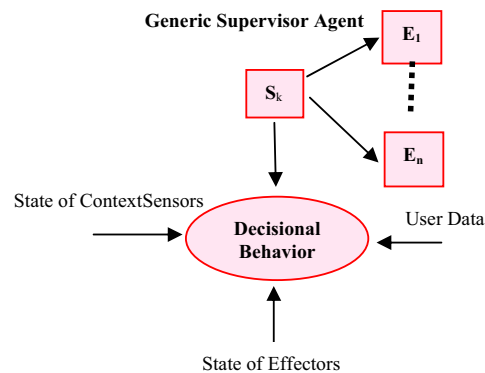 Generic Supervisor Agent
E1
Sk
En
State of ContextSensors
User Data
Decisional
Behavior
State of Effectors